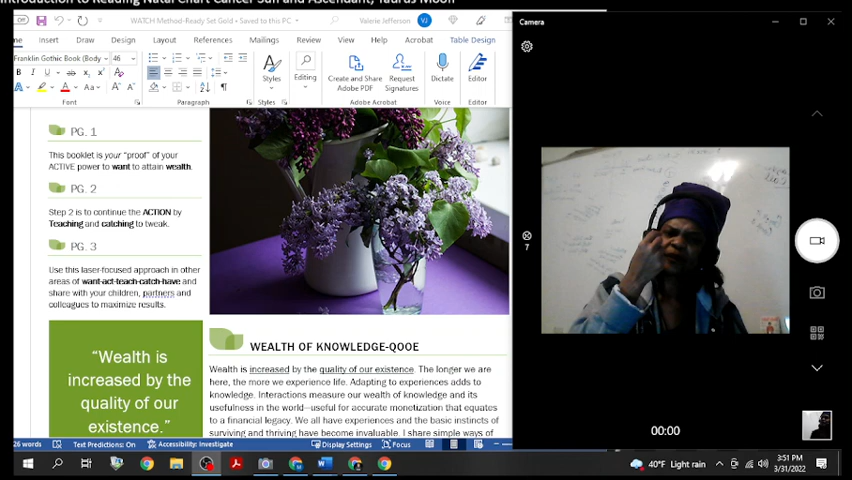 Introduction to Reading Natal Chart Cancer Sun and Ascendant, Taurus Moon
Off
WATCH Method-Ready Set Gold • Saved to this PC
Valerie Jefferson
VJ
Camera
me
Insert
Draw
Design
Layout
References
Mailings
Review
View
Help
Acrobat
Table Design
Franklin Gothic Book (Body
46
Styles
Editing
Create and Share
Adobe PDF
Request
Signatures
Dictate
Editor
Font
Paragraph
Styles
Adobe Acrobat
Voice
Editor
PG. 1
This booklet is your “proof” of your
ACTIVE power to want to attain wealth.
PG. 2
Step 2 is to continue the ACTION by
Teaching and catching to tweak.
PG. 3
Use this laser-focused approach in other
areas of want-act-teach-catch-have and
share with your children, partners and
colleagues to maximize results.
“Wealth is
increased by the
quality of our
existence.”
WEALTH OF KNOWLEDGE-QOOE
Wealth is increased by the quality of our existence. The longer we are
here, the more we experience life. Adapting to experiences adds to
knowledge. Interactions measure our wealth of knowledge and its
usefulness in the world—useful for accurate monetization that equates
to a financial legacy. We all have experiences and the basic instincts of
surviving and thriving have become invaluable. I share simple ways of
7
00:00
26 words
Text Predictions: On
Accessibility: Investigate
Display Settings
Focus
40°F Light rain
3:51 PM
3/31/2022